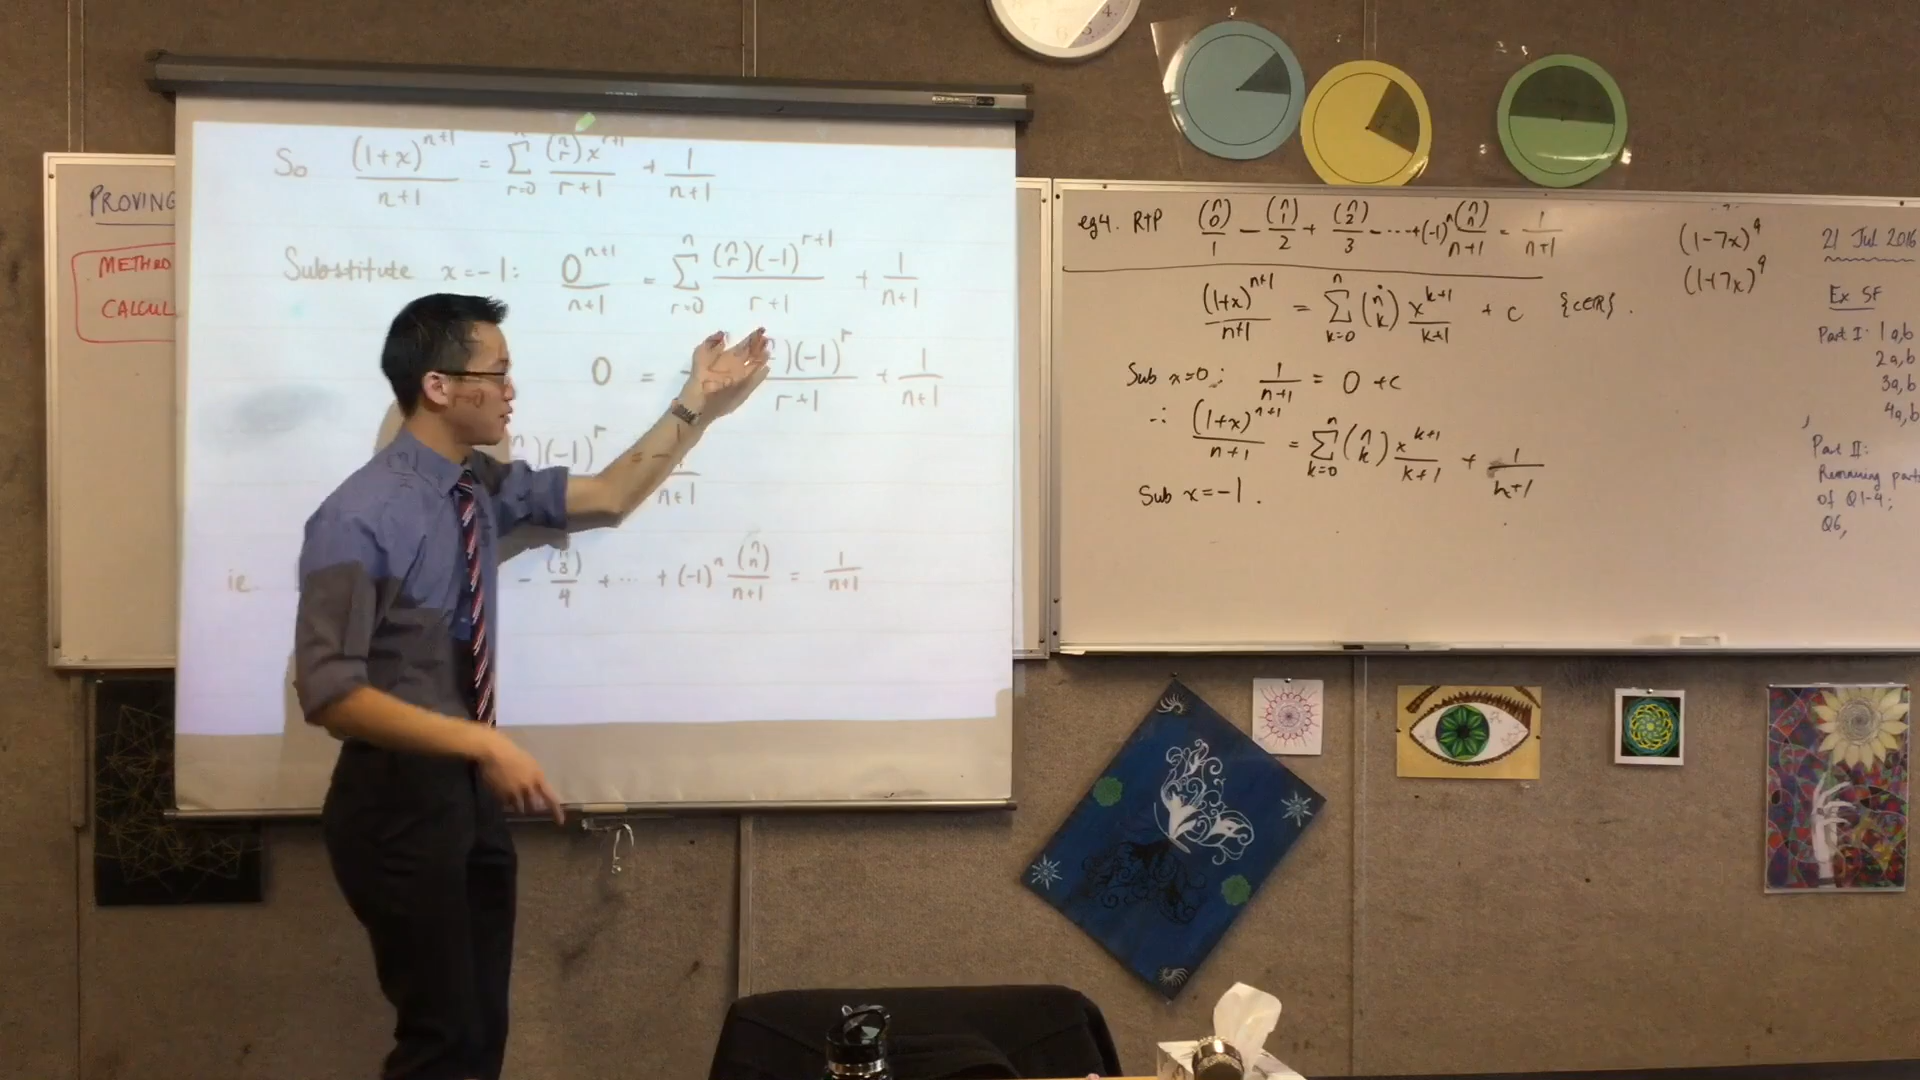 PROVING
METHO
CALCUL
So (1+x)^{n+1}/(n+1) = Σ_{r=0}^{n} (n r) x^{r+1}/(r+1) + 1/(n+1)
Substitute x=-1: 0^{n+1}/(n+1) = Σ_{r=0}^{n} (n r)(-1)^{r+1}/(r+1) + 1/(n+1)
0 = )(-1)^r/(r+1) + 1/(n+1)
)(-1)^r = -
n+1
ie - (n 3)/4 + ... + (-1)^n (n n)/(n+1) = 1/(n+1)
eg4. RTP (n 0)/1 - (n 1)/2 + (n 2)/3 - ... + (-1)^n (n n)/(n+1) = 1/(n+1)
(1+x)^{n+1}/(n+1) = Σ_{k=0}^{n} (n k) x^{k+1}/(k+1) + c {c∈R}.
Sub x=0: 1/(n+1) = 0 + c
∴ (1+x)^{n+1}/(n+1) = Σ_{k=0}^{n} (n k) x^{k+1}/(k+1) + 1/(n+1)
Sub x=-1.
(1-7x)^9
(1+7x)^9
21 Jul 2016
Ex 5F
Part I: 1a,b
2a,b
3a,b
4a,b
Part II:
Remaining parts
of Q1-4;
Q6,